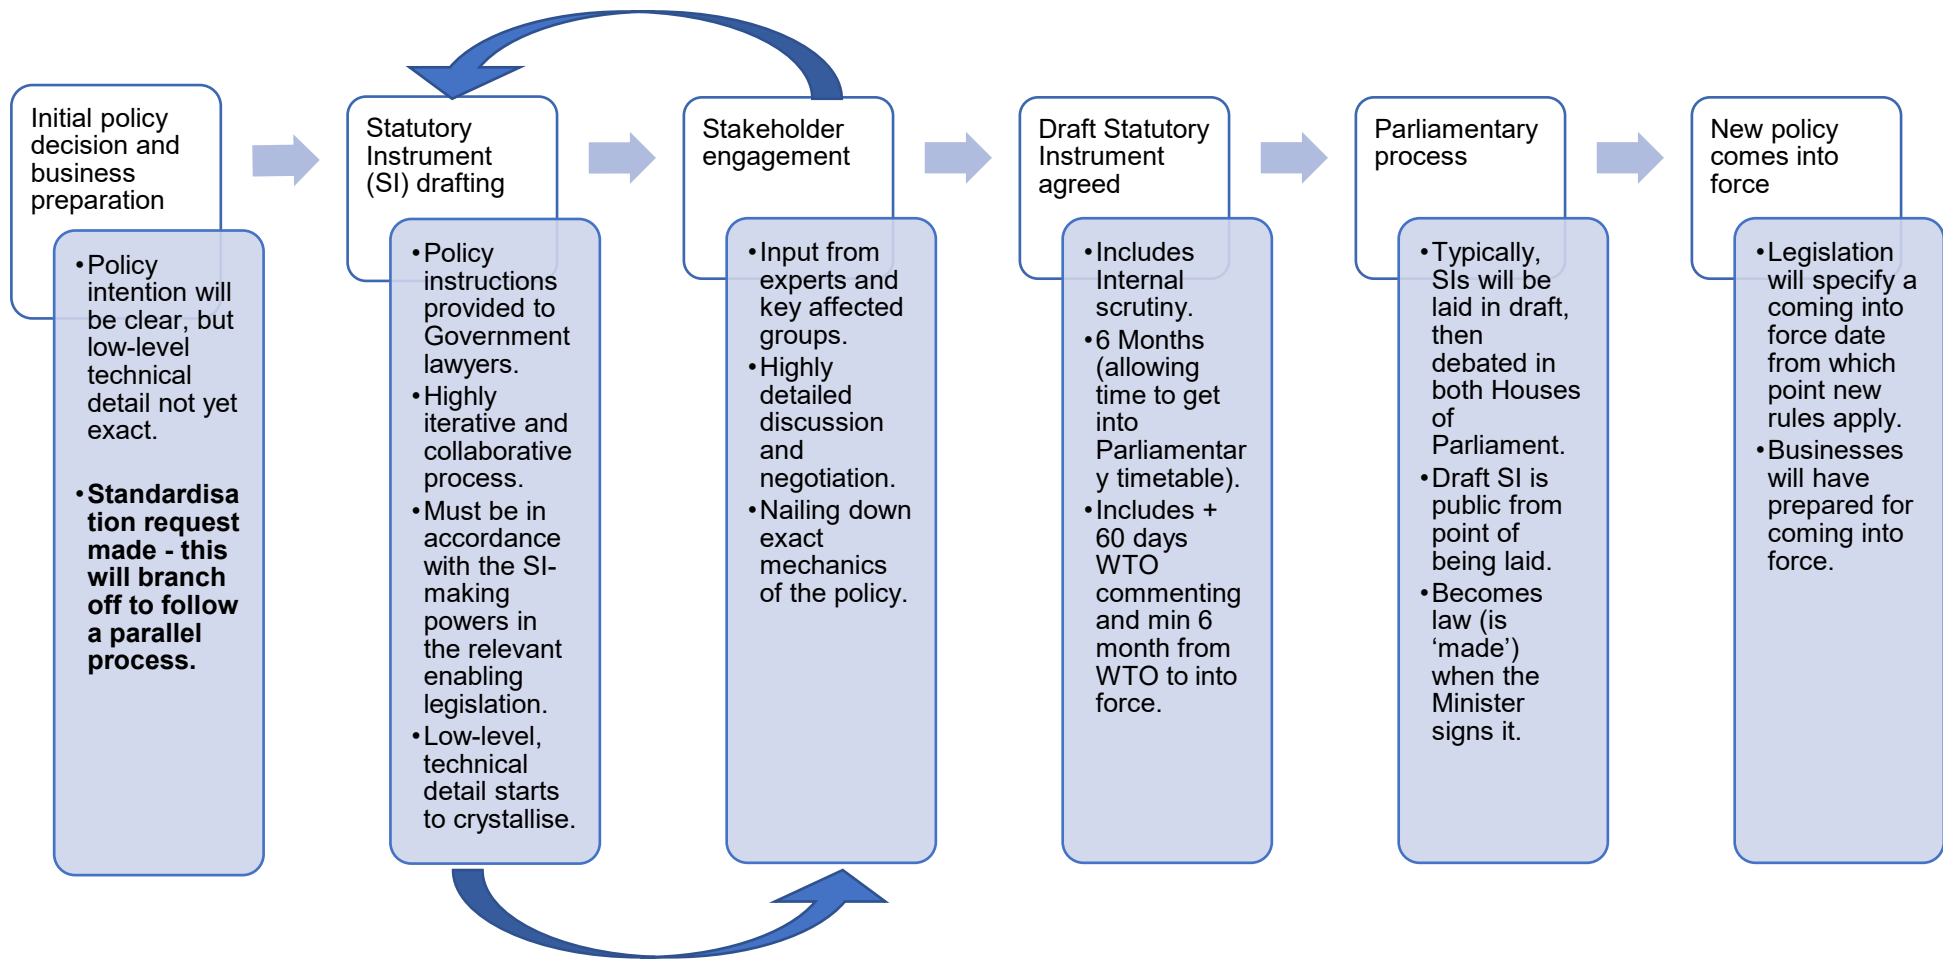 Initial policy
decision and
business
preparation
•Policy
intention will
be clear, but
low-level
technical
detail not yet
exact.
•Standardisa
tion request
made - this
will branch
off to follow
a parallel
process.
Statutory
Instrument
(SI) drafting
•Policy
instructions
provided to
Government
lawyers.
•Highly
iterative and
collaborative
process.
•Must be in
accordance
with the SI-
making
powers in
the relevant
enabling
legislation.
•Low-level,
technical
detail starts
to crystallise.
Stakeholder
engagement
•Input from
experts and
key affected
groups.
•Highly
detailed
discussion
and
negotiation.
•Nailing down
exact
mechanics
of the policy.
Draft Statutory
Instrument
agreed
•Includes
Internal
scrutiny.
•6 Months
(allowing
time to get
into
Parliamentar
y timetable).
•Includes +
60 days
WTO
commenting
and min 6
month from
WTO to into
force.
Parliamentary
process
•Typically,
SIs will be
laid in draft,
then
debated in
both Houses
of
Parliament.
•Draft SI is
public from
point of
being laid.
•Becomes
law (is
‘made’)
when the
Minister
signs it.
New policy
comes into
force
•Legislation
will specify a
coming into
force date
from which
point new
rules apply.
•Businesses
will have
prepared for
coming into
force.